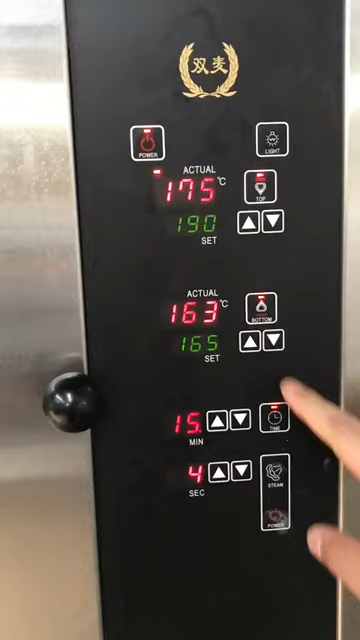 双麦
POWER
LIGHT
ACTUAL
175 °C
TOP
190
SET
ACTUAL
163 °C
BOTTOM
165
SET
15.
MIN
TIME
4
SEC
STEAM
POWER